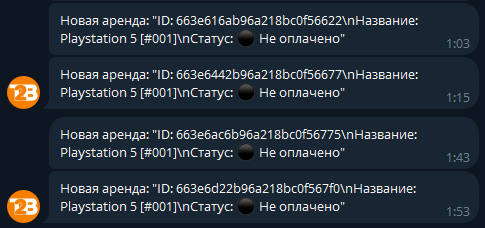 Новая аренда: "ID: 663e616ab96a218bc0f56622\nНазвание:
Playstation 5 [#001]\nСтатус: ⚫ Не оплачено"
1:03
Новая аренда: "ID: 663e6442b96a218bc0f56677\nНазвание:
Playstation 5 [#001]\nСтатус: ⚫ Не оплачено"
1:15
Новая аренда: "ID: 663e6ac6b96a218bc0f56775\nНазвание:
Playstation 5 [#001]\nСтатус: ⚫ Не оплачено"
1:43
Новая аренда: "ID: 663e6d22b96a218bc0f567f0\nНазвание:
Playstation 5 [#001]\nСтатус: ⚫ Не оплачено"
1:53